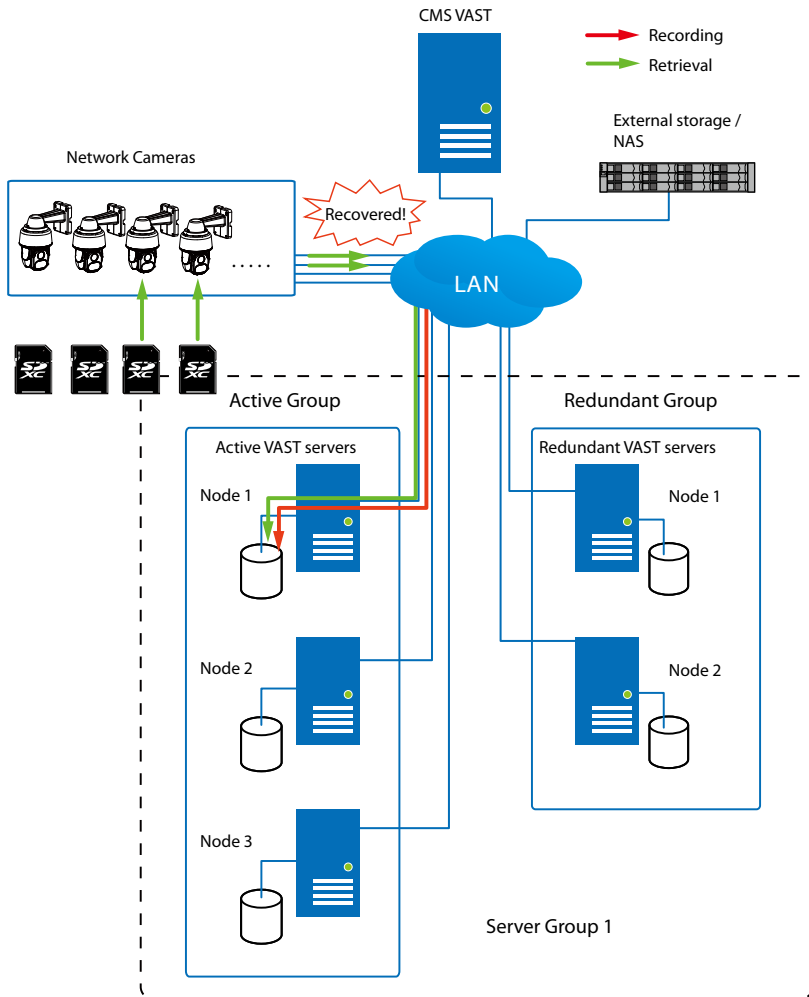 CMS VAST
Recording
Retrieval
External storage /
NAS
Network Cameras
Recovered!
.....
LAN
SD
XC
SD
XC
SD
XC
SD
XC
Active Group
Redundant Group
Active VAST servers
Redundant VAST servers
Node 1
Node 1
Node 2
Node 2
Node 3
Server Group 1